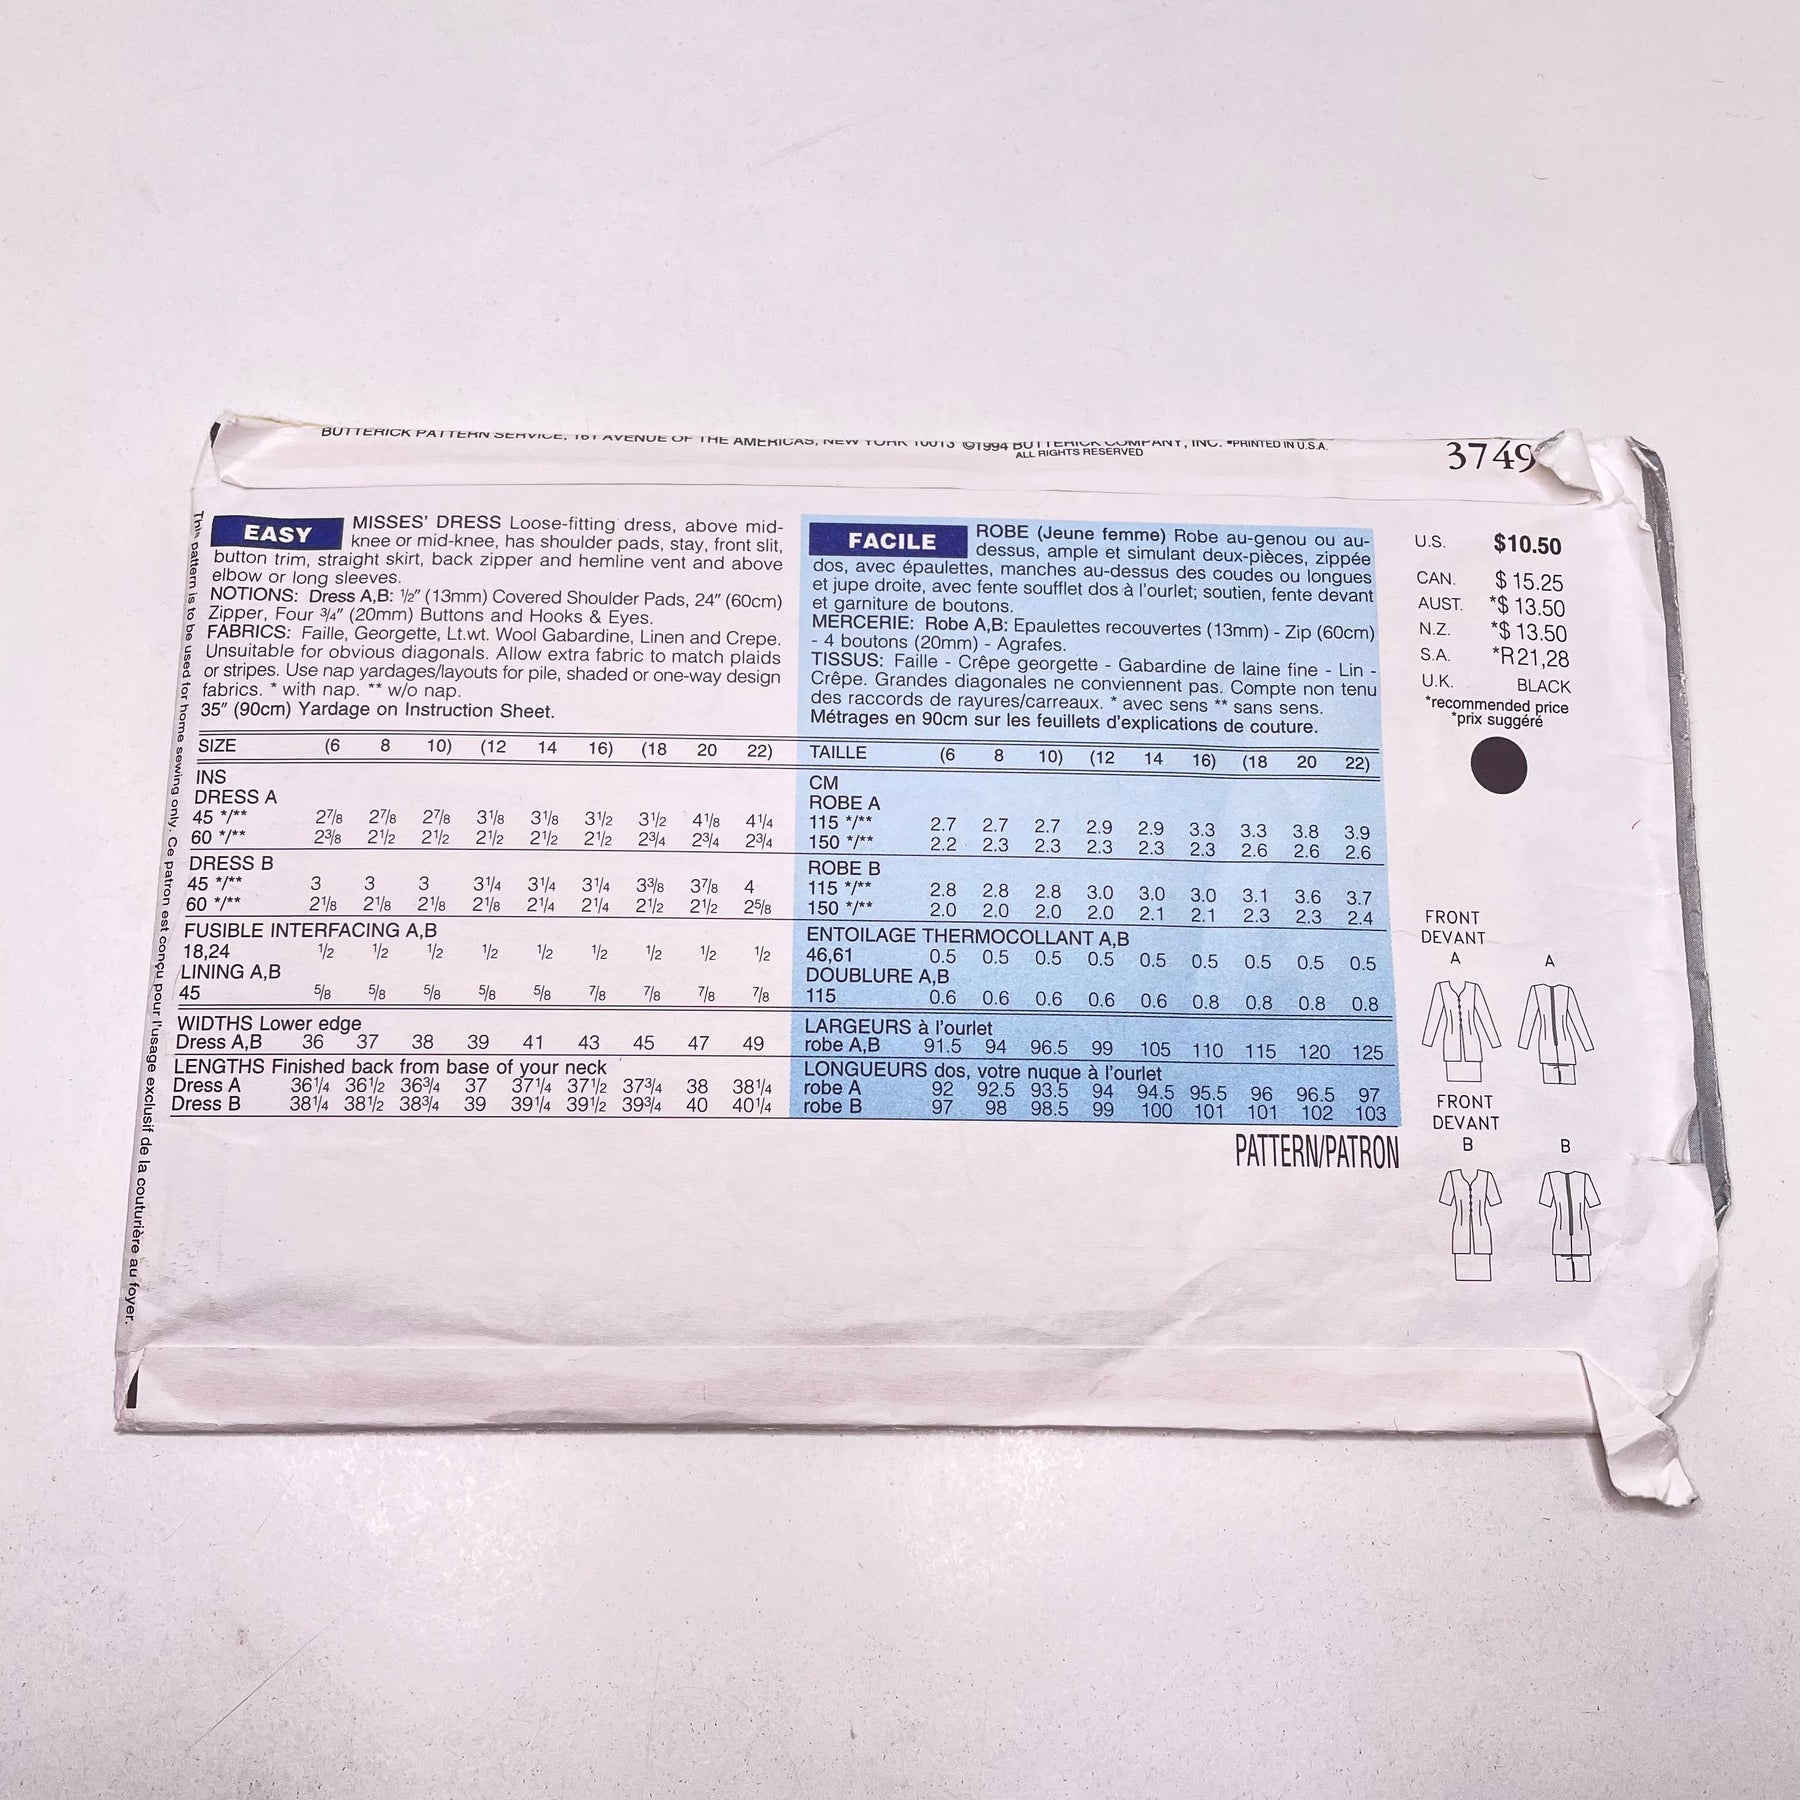 BUTTERICK PATTERN SERVICE, 161 AVENUE OF THE AMERICAS, NEW YORK 10013 ©1994 BUTTERICK COMPANY, INC. •PRINTED IN U.S.A.
ALL RIGHTS RESERVED
3749
This pattern is to be used for home sewing only. Ce patron est conçu pour l'usage exclusif de la couturière au foyer.
EASY
MISSES' DRESS Loose-fitting dress, above mid-
knee or mid-knee, has shoulder pads, stay, front slit,
button trim, straight skirt, back zipper and hemline vent and above
elbow or long sleeves.
NOTIONS: Dress A,B: 1/2" (13mm) Covered Shoulder Pads, 24" (60cm)
Zipper, Four 3/4" (20mm) Buttons and Hooks & Eyes.
FABRICS: Faille, Georgette, Lt.wt. Wool Gabardine, Linen and Crepe.
Unsuitable for obvious diagonals. Allow extra fabric to match plaids
or stripes. Use nap yardages/layouts for pile, shaded or one-way design
fabrics. * with nap. ** w/o nap.
35" (90cm) Yardage on Instruction Sheet.
SIZE (6 8 10) (12 14 16) (18 20 22)
INS
DRESS A
45 */** 2 7/8 2 7/8 2 7/8 3 1/8 3 1/8 3 1/2 3 1/2 4 1/8 4 1/4
60 */** 2 3/8 2 1/2 2 1/2 2 1/2 2 1/2 2 1/2 2 3/4 2 3/4 2 3/4
DRESS B
45 */** 3 3 3 3 1/4 3 1/4 3 1/4 3 3/8 3 7/8 4
60 */** 2 1/8 2 1/8 2 1/8 2 1/8 2 1/4 2 1/4 2 1/2 2 1/2 2 5/8
FUSIBLE INTERFACING A,B
18,24 1/2 1/2 1/2 1/2 1/2 1/2 1/2 1/2 1/2
LINING A,B
45 5/8 5/8 5/8 5/8 5/8 7/8 7/8 7/8 7/8
WIDTHS Lower edge
Dress A,B 36 37 38 39 41 43 45 47 49
LENGTHS Finished back from base of your neck
Dress A 36 1/4 36 1/2 36 3/4 37 37 1/4 37 1/2 37 3/4 38 38 1/4
Dress B 38 1/4 38 1/2 38 3/4 39 39 1/4 39 1/2 39 3/4 40 40 1/4
FACILE
ROBE (Jeune femme) Robe au-genou ou au-
dessus, ample et simulant deux-pièces, zippée
dos, avec épaulettes, manches au-dessus des coudes ou longues
et jupe droite, avec fente soufflet dos à l'ourlet; soutien, fente devant
et garniture de boutons.
MERCERIE: Robe A,B: Epaulettes recouvertes (13mm) - Zip (60cm)
- 4 boutons (20mm) - Agrafes.
TISSUS: Faille - Crêpe georgette - Gabardine de laine fine - Lin -
Crêpe. Grandes diagonales ne conviennent pas. Compte non tenu
des raccords de rayures/carreaux. * avec sens ** sans sens.
Métrages en 90cm sur les feuillets d'explications de couture.
TAILLE (6 8 10) (12 14 16) (18 20 22)
CM
ROBE A
115 */** 2.7 2.7 2.7 2.9 2.9 3.3 3.3 3.8 3.9
150 */** 2.2 2.3 2.3 2.3 2.3 2.3 2.6 2.6 2.6
ROBE B
115 */** 2.8 2.8 2.8 3.0 3.0 3.0 3.1 3.6 3.7
150 */** 2.0 2.0 2.0 2.0 2.1 2.1 2.3 2.3 2.4
ENTOILAGE THERMOCOLLANT A,B
46,61 0.5 0.5 0.5 0.5 0.5 0.5 0.5 0.5 0.5
DOUBLURE A,B
115 0.6 0.6 0.6 0.6 0.6 0.8 0.8 0.8 0.8
LARGEURS à l'ourlet
robe A,B 91.5 94 96.5 99 105 110 115 120 125
LONGUEURS dos, votre nuque à l'ourlet
robe A 92 92.5 93.5 94 94.5 95.5 96 96.5 97
robe B 97 98 98.5 99 100 101 101 102 103
PATTERN/PATRON
U.S. $10.50
CAN. $ 15.25
AUST. *$ 13.50
N.Z. *$ 13.50
S.A. *R21,28
U.K. BLACK
*recommended price
*prix suggéré
FRONT
DEVANT
A A
FRONT
DEVANT
B B